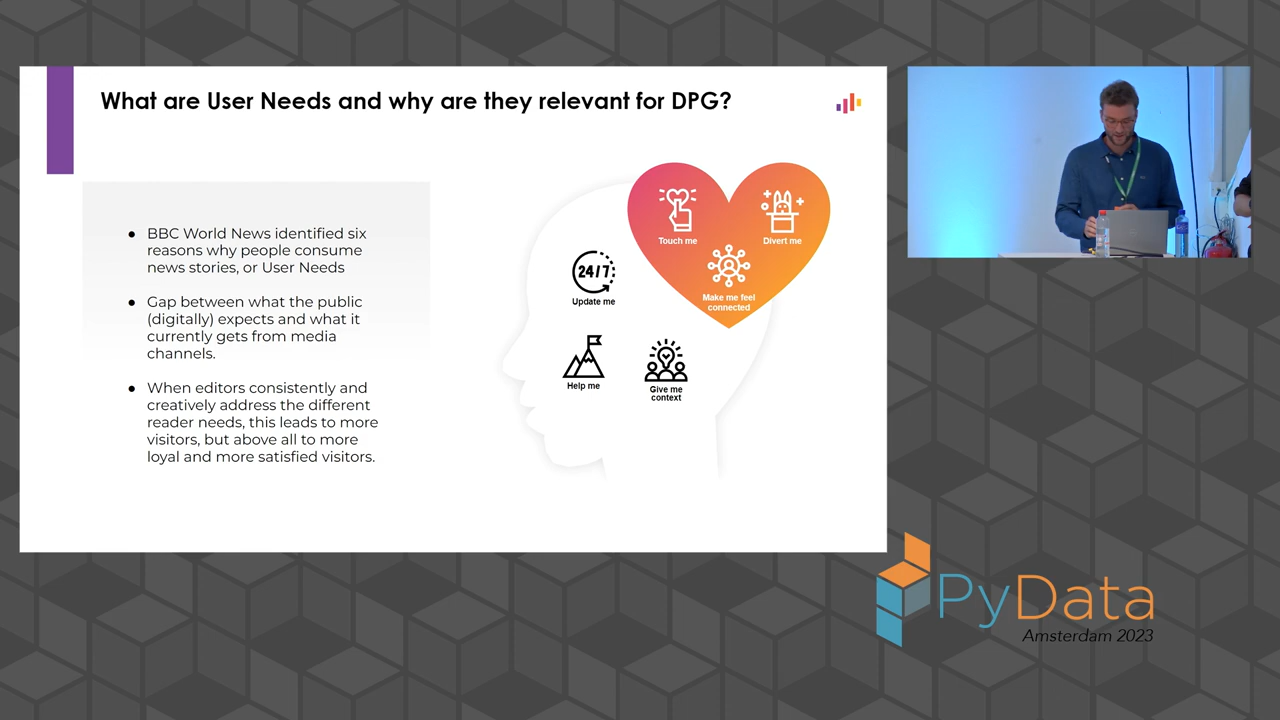 What are User Needs and why are they relevant for DPG?
● BBC World News identified six
reasons why people consume
news stories, or User Needs
● Gap between what the public
(digitally) expects and what it
currently gets from media
channels.
● When editors consistently and
creatively address the different
reader needs, this leads to more
visitors, but above all to more
loyal and more satisfied visitors.
Touch me
Divert me
Make me feel
connected
24/7
Update me
Help me
Give me
context
PyData
Amsterdam 2023